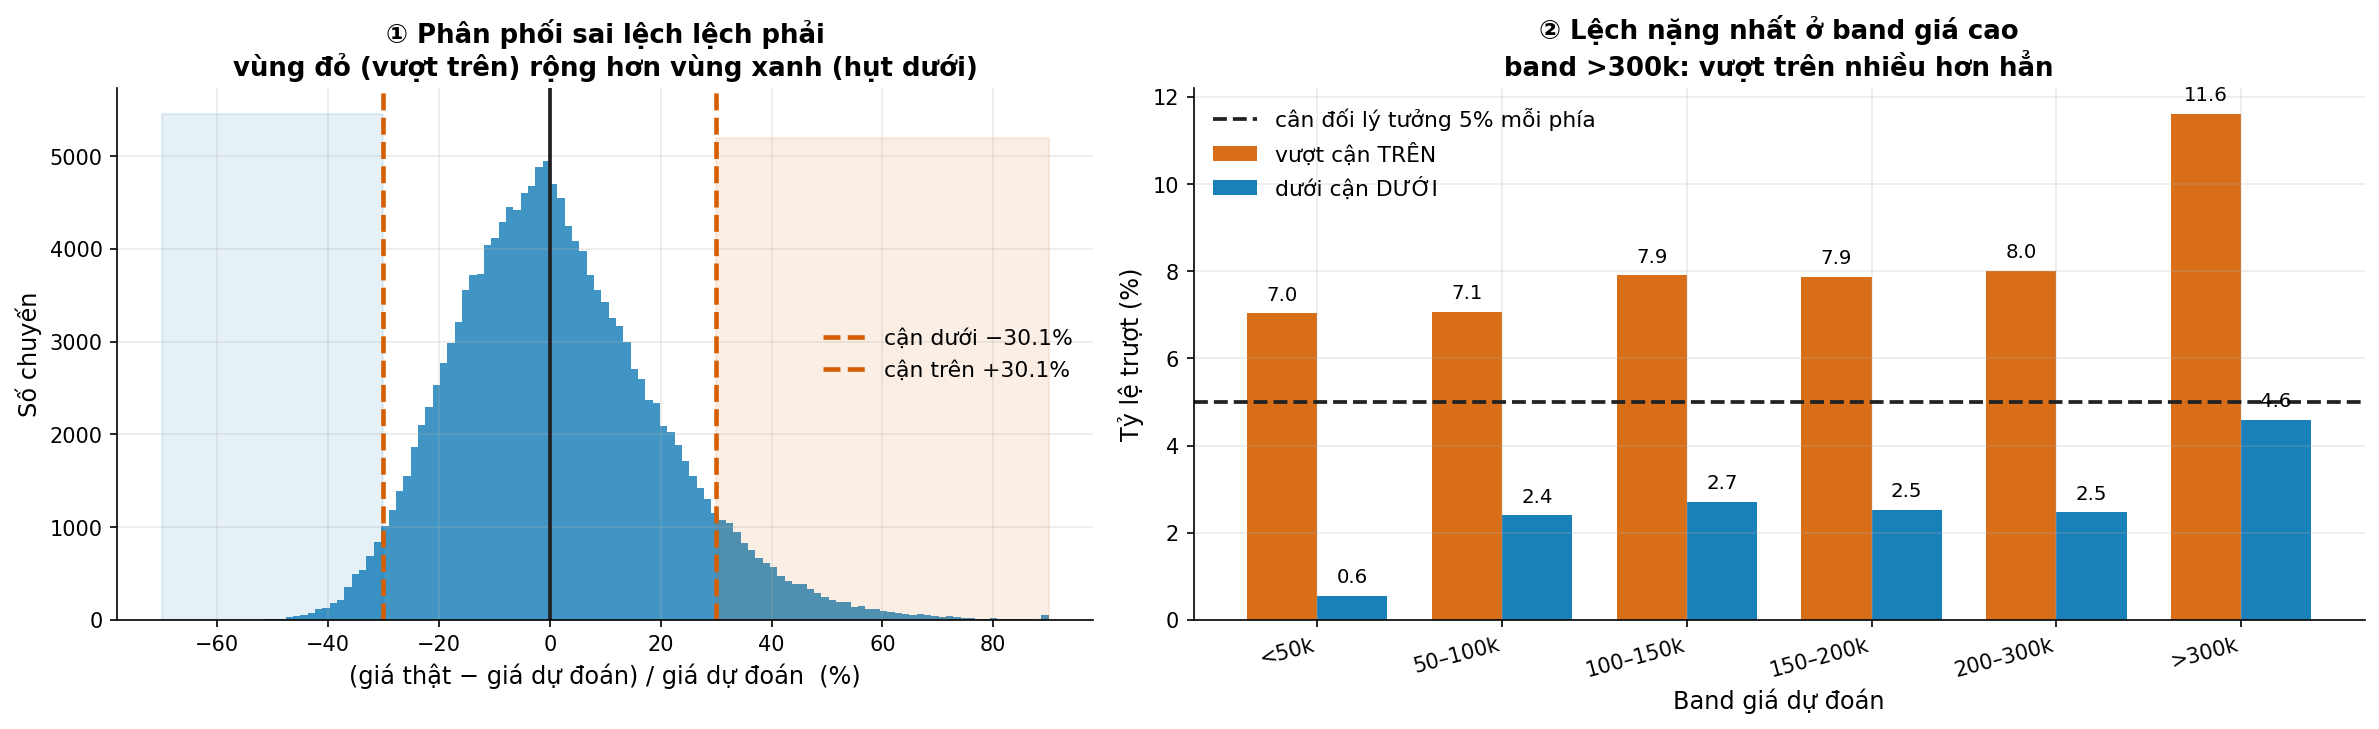 ① Phân phối sai lệch lệch phải
vùng đỏ (vượt trên) rộng hơn vùng xanh (hụt dưới)
Số chuyến
5000
4000
3000
2000
1000
0
cận dưới −30.1%
cận trên +30.1%
−60
−40
−20
0
20
40
60
80
(giá thật − giá dự đoán) / giá dự đoán (%)
② Lệch nặng nhất ở band giá cao
band >300k: vượt trên nhiều hơn hẳn
Tỷ lệ trượt (%)
12
10
8
6
4
2
0
cân đối lý tưởng 5% mỗi phía
vượt cận TRÊN
dưới cận DƯỚI
7.0
0.6
7.1
2.4
7.9
2.7
7.9
2.5
8.0
2.5
11.6
4.6
<50k
50–100k
100–150k
150–200k
200–300k
>300k
Band giá dự đoán